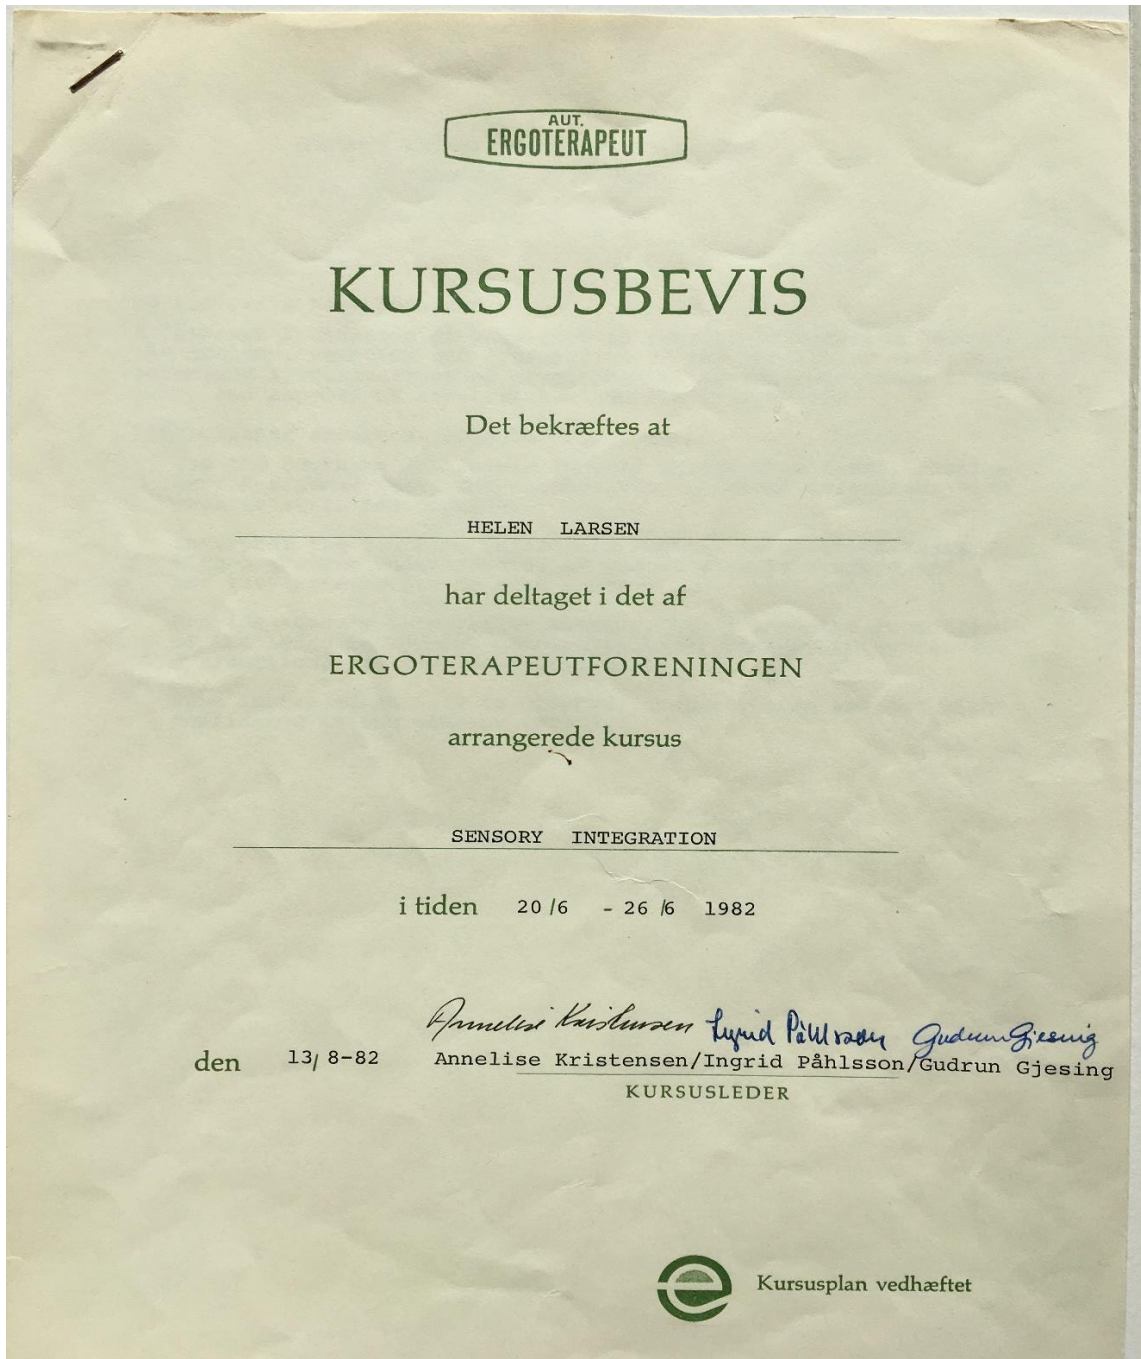 AUT.
ERGOTERAPEUT
KURSUSBEVIS
Det bekræftes at
HELEN LARSEN
har deltaget i det af
ERGOTERAPEUTFORENINGEN
arrangerede kursus
SENSORY INTEGRATION
i tiden 20/6 - 26/6 1982
Annelise Kristensen Ingrid Påhlsson Gudrun Gjesing
den 13/8-82 Annelise Kristensen/Ingrid Påhlsson/Gudrun Gjesing
KURSUSLEDER
e Kursusplan vedhæftet